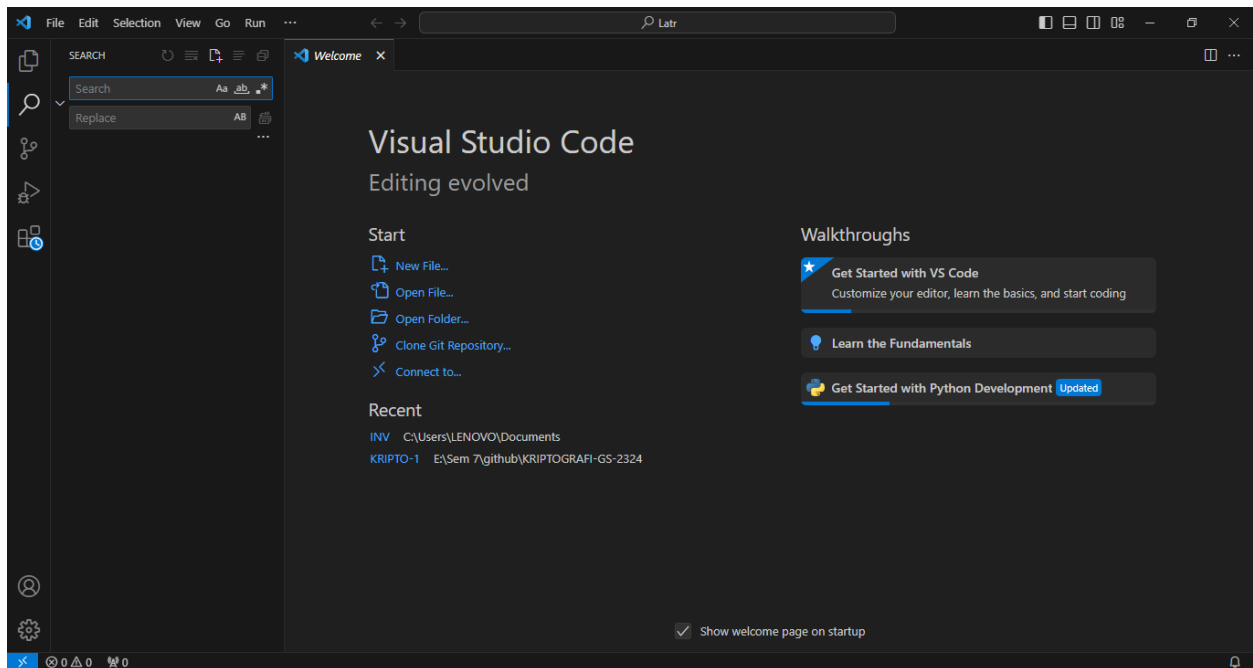 File Edit Selection View Go Run ···
Latr
SEARCH
Welcome
Search Aa ab .*
Replace AB
···
Visual Studio Code
Editing evolved
Start
New File...
Open File...
Open Folder...
Clone Git Repository...
Connect to...
Recent
INV C:\Users\LENOVO\Documents
KRIPTO-1 E:\Sem 7\github\KRIPTOGRAFI-GS-2324
Walkthroughs
Get Started with VS Code
Customize your editor, learn the basics, and start coding
Learn the Fundamentals
Get Started with Python Development Updated
Show welcome page on startup
0 0 0